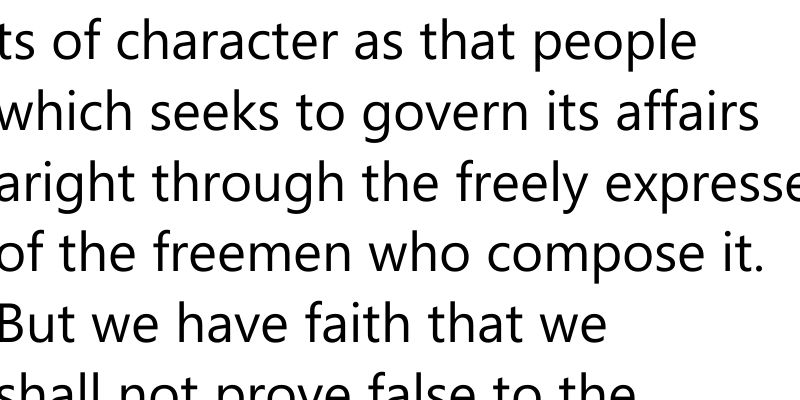 ts of character as that people
which seeks to govern its affairs
aright through the freely expresse
of the freemen who compose it.
But we have faith that we
shall not prove false to the